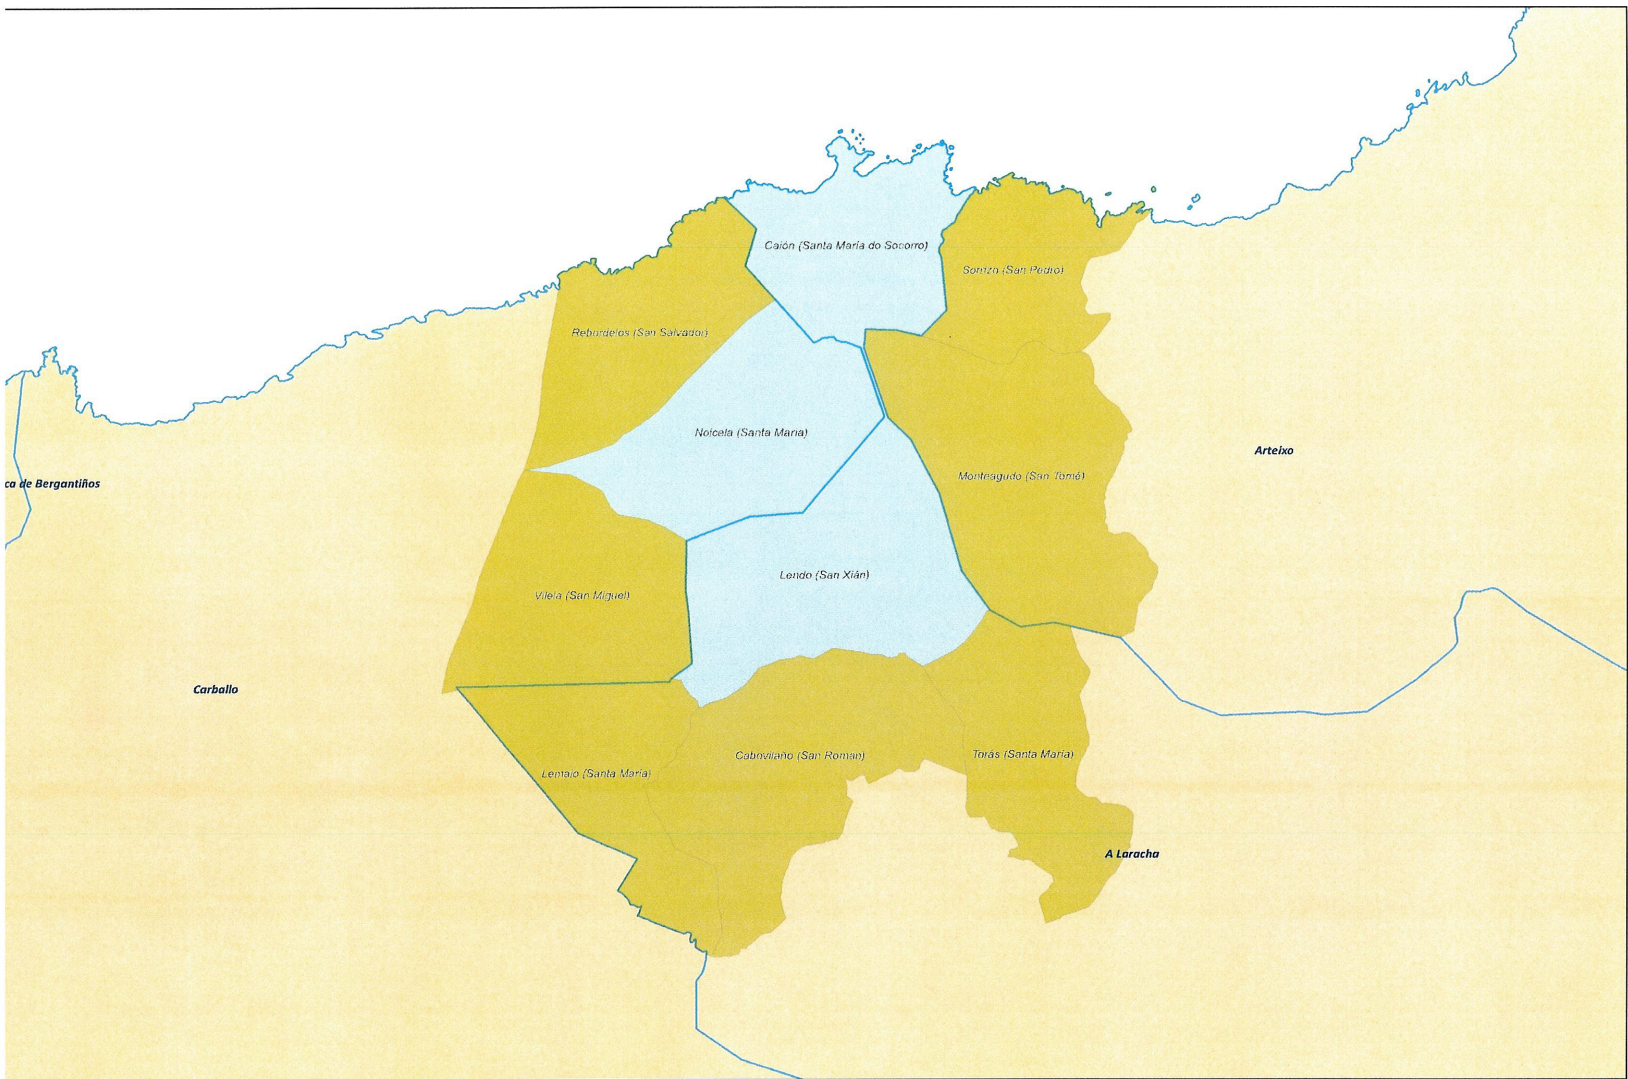 Caión (Santa María do Socorro)
Sorrizo (San Pedro)
Rebordelos (San Salvador)
Noicela (Santa María)
Arteixo
Monteagudo (San Tomé)
ca de Bergantiños
Lendo (San Xián)
Vilela (San Miguel)
Carballo
Cabovilaño (San Román)
Torás (Santa María)
Lemaio (Santa María)
A Laracha